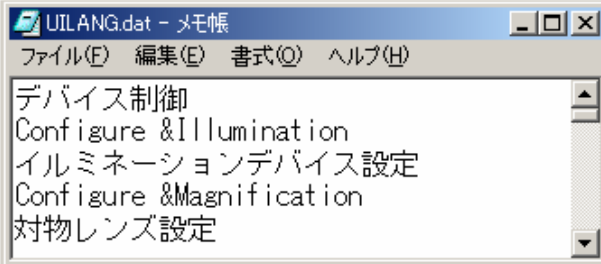 UILANG.dat - メモ帳
ファイル(F) 編集(E) 書式(O) ヘルプ(H)
デバイス制御
Configure &Illumination
イルミネーションデバイス設定
Configure &Magnification
対物レンズ設定